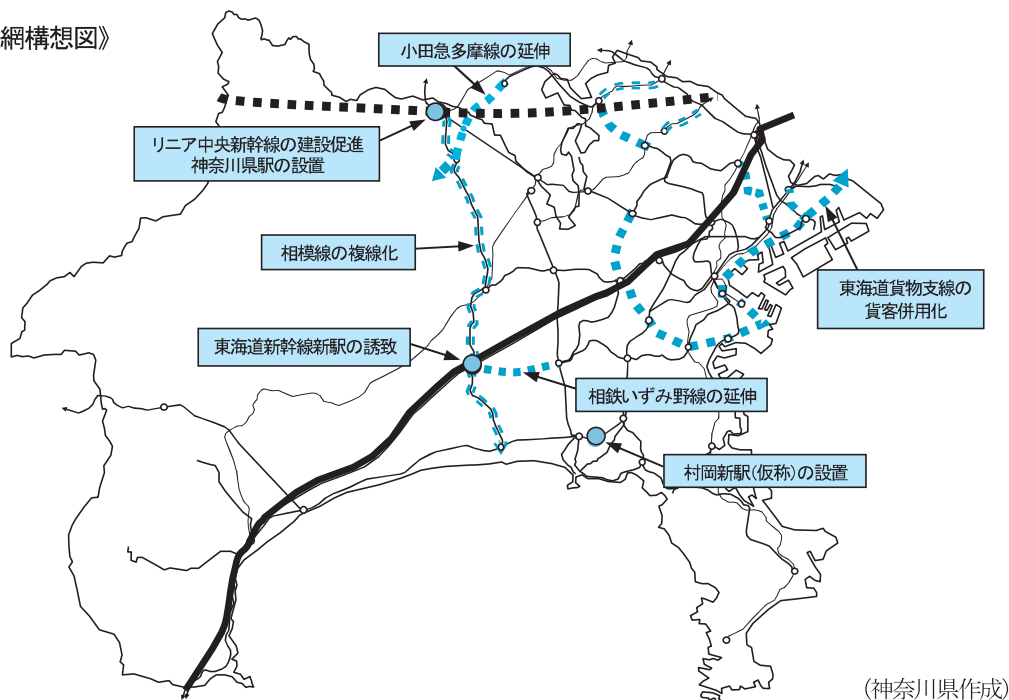 網構想図》
小田急多摩線の延伸
リニア中央新幹線の建設促進
神奈川県駅の設置
相模線の複線化
東海道貨物支線の
貨客併用化
東海道新幹線新駅の誘致
相鉄いずみ野線の延伸
村岡新駅(仮称)の設置
(神奈川県作成)